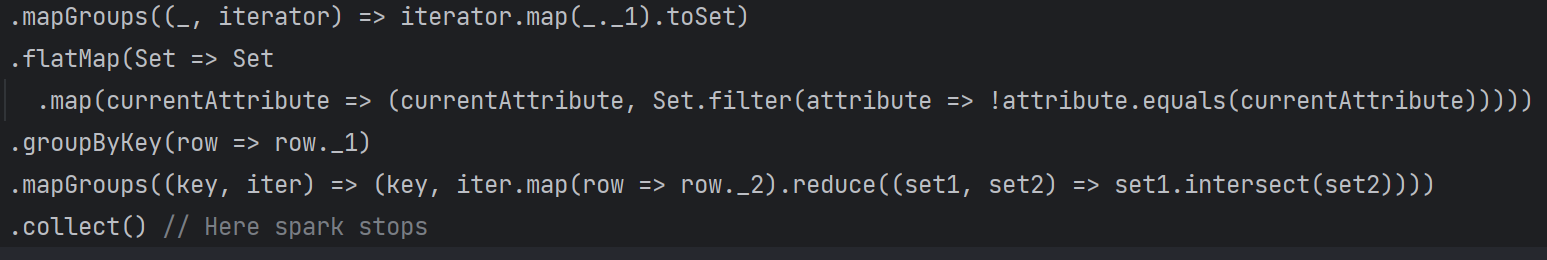 .mapGroups((_, iterator) => iterator.map(_._1).toSet)
.flatMap(Set => Set
.map(currentAttribute => (currentAttribute, Set.filter(attribute => !attribute.equals(currentAttribute)))))
.groupByKey(row => row._1)
.mapGroups((key, iter) => (key, iter.map(row => row._2).reduce((set1, set2) => set1.intersect(set2))))
.collect() // Here spark stops